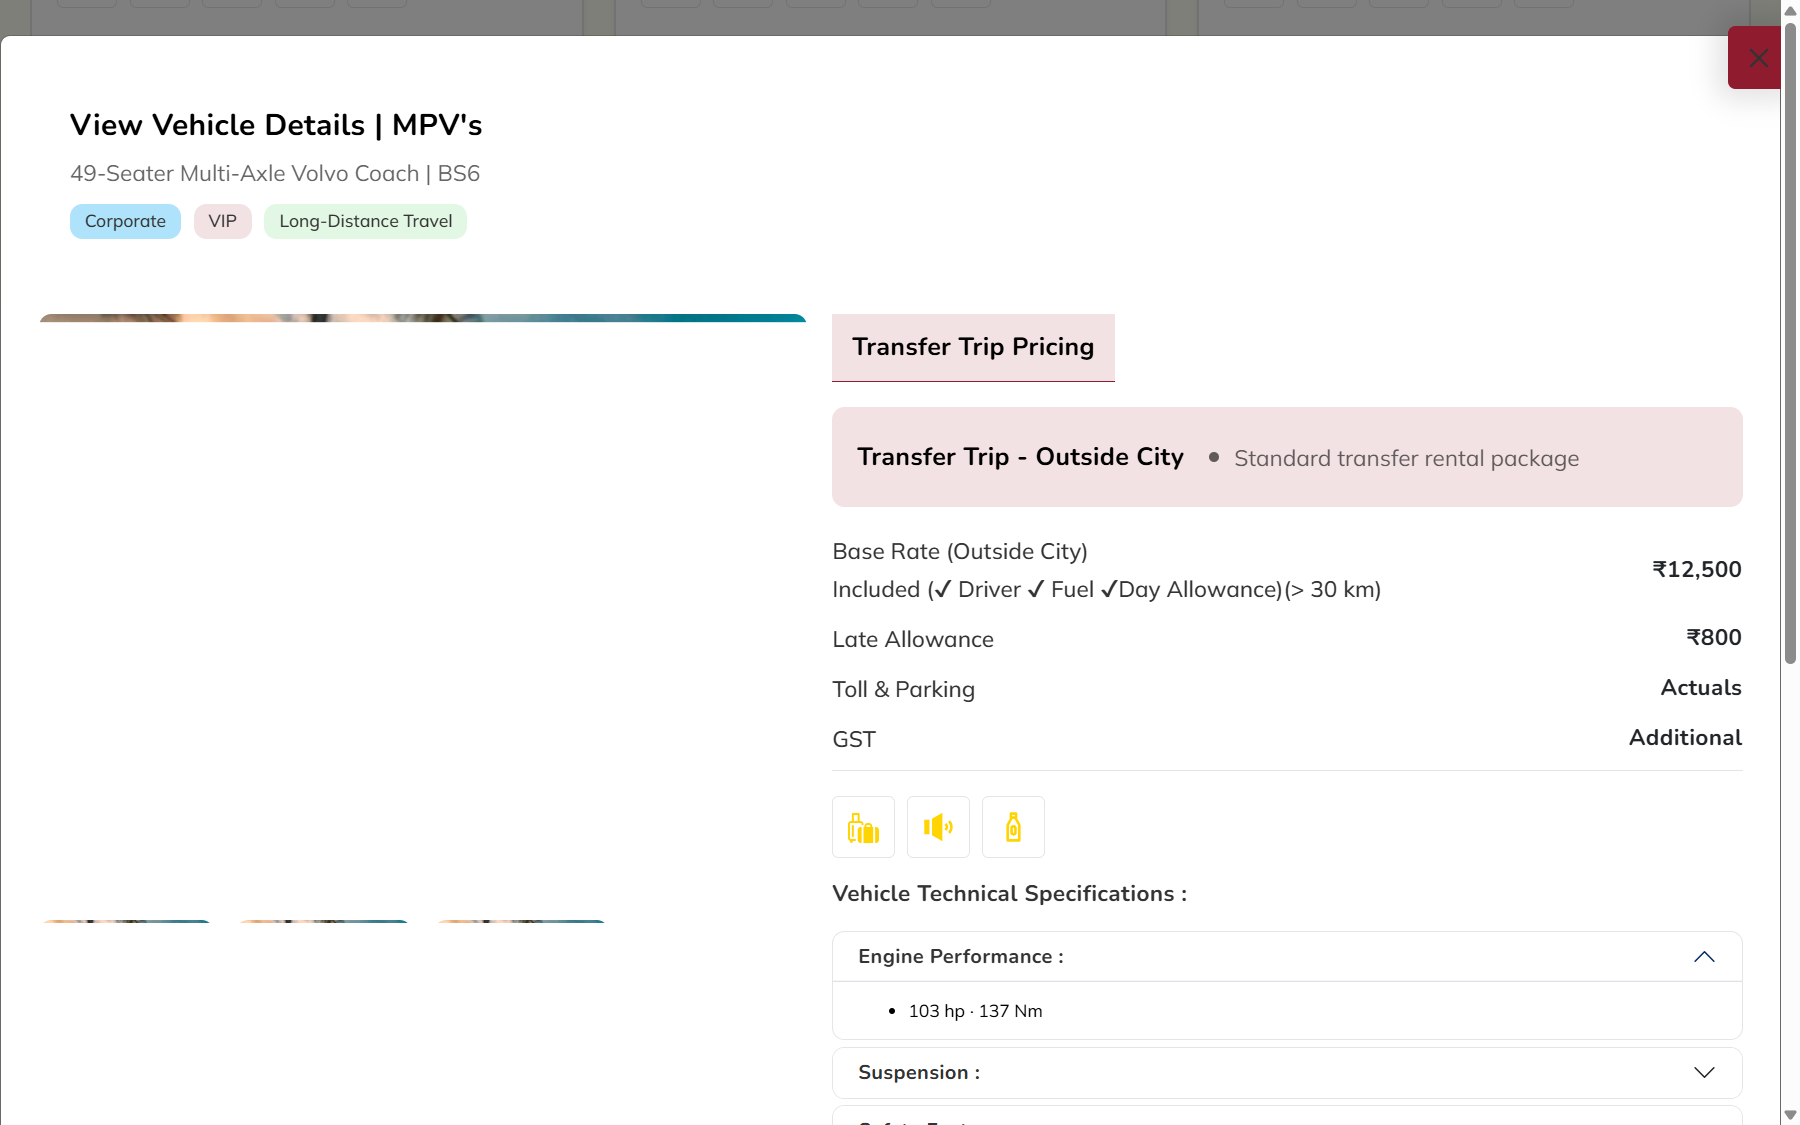 View Vehicle Details | MPV's
49-Seater Multi-Axle Volvo Coach | BS6
Corporate
VIP
Long-Distance Travel
Transfer Trip Pricing
Transfer Trip - Outside City
Standard transfer rental package
Base Rate (Outside City)
Included (✓ Driver ✓ Fuel ✓Day Allowance)(> 30 km)
₹12,500
Late Allowance
₹800
Toll & Parking
Actuals
GST
Additional
Vehicle Technical Specifications :
Engine Performance :
• 103 hp · 137 Nm
Suspension :